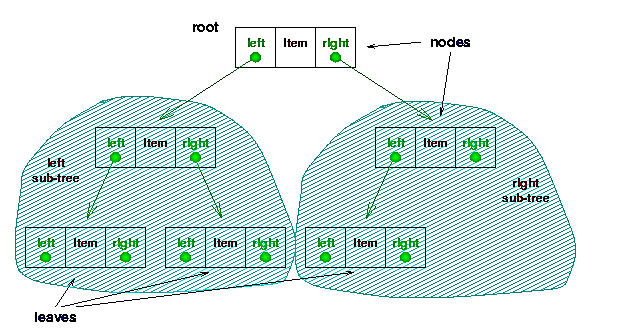 root
left Item right
nodes
left Item right
left Item right
left
sub-tree
right
sub-tree
left Item right
left Item right
left Item right
leaves